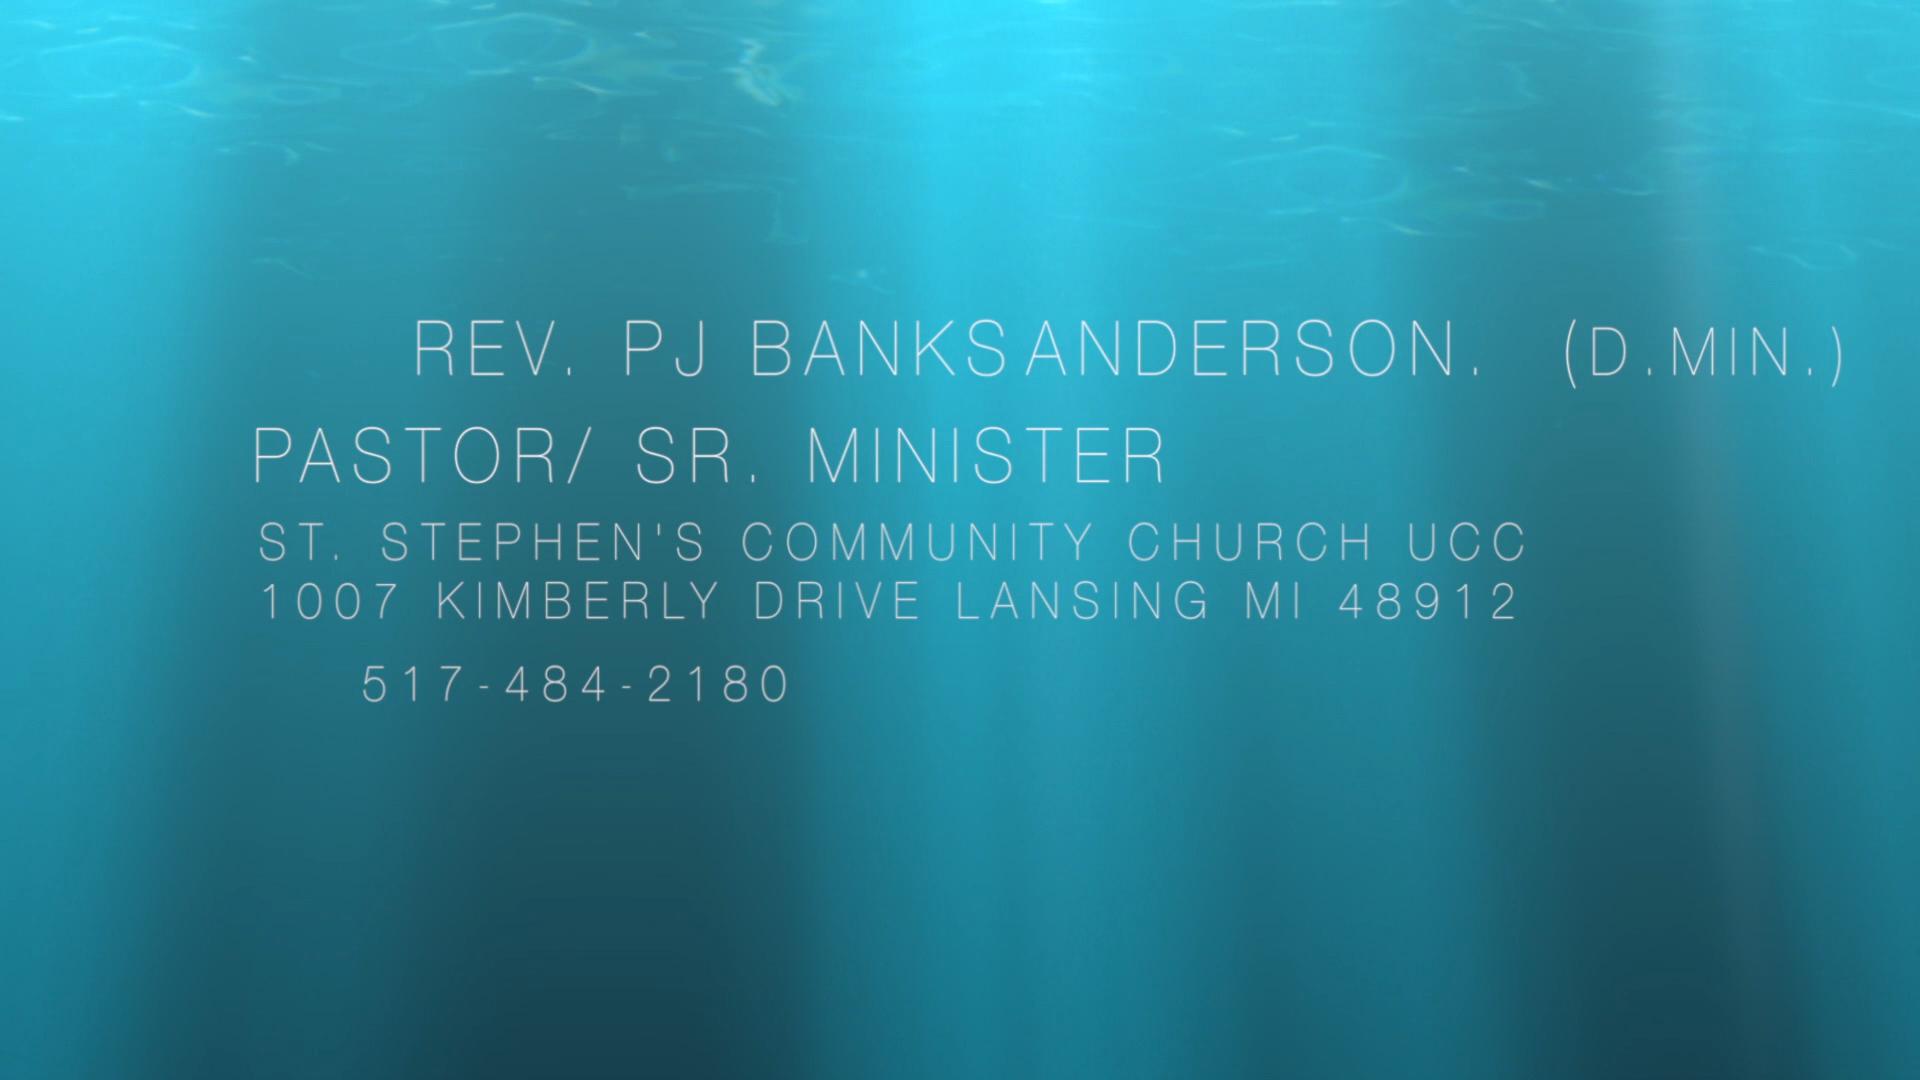 REV. PJ BANKSANDERSON. (D.MIN.)
PASTOR/ SR. MINISTER
ST. STEPHEN'S COMMUNITY CHURCH UCC
1007 KIMBERLY DRIVE LANSING MI 48912
517-484-2180